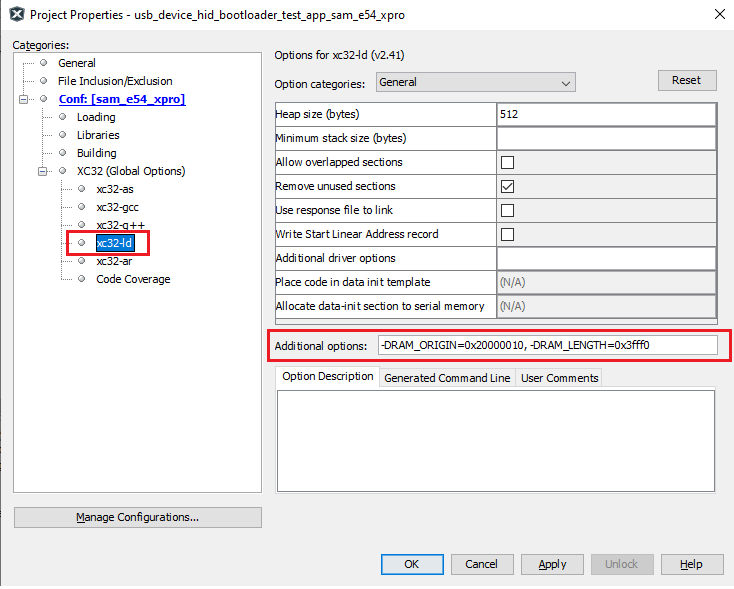 Project Properties - usb_device_hid_bootloader_test_app_sam_e54_xpro
Categories:
General
File Inclusion/Exclusion
Conf: [sam_e54_xpro]
Loading
Libraries
Building
XC32 (Global Options)
xc32-as
xc32-gcc
xc32-g++
xc32-ld
xc32-ar
Code Coverage
Manage Configurations...
Options for xc32-ld (v2.41)
Option categories: General
Reset
Heap size (bytes) 512
Minimum stack size (bytes)
Allow overlapped sections
Remove unused sections
Use response file to link
Write Start Linear Address record
Additional driver options
Place code in data init template (N/A)
Allocate data-init section to serial memory (N/A)
Additional options: -DRAM_ORIGIN=0x20000010, -DRAM_LENGTH=0x3fff0
Option Description Generated Command Line User Comments
OK Cancel Apply Unlock Help